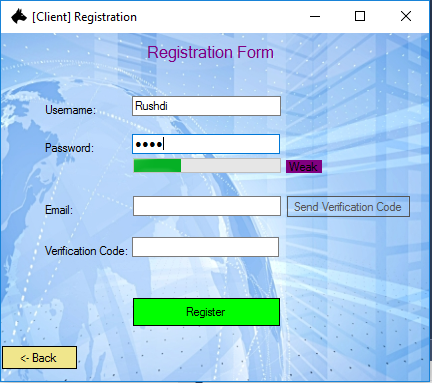 [Client] Registration
Registration Form
Username: Rushdi
Password: ●●●●
Weak
Email: Send Verification Code
Verification Code:
Register
<- Back